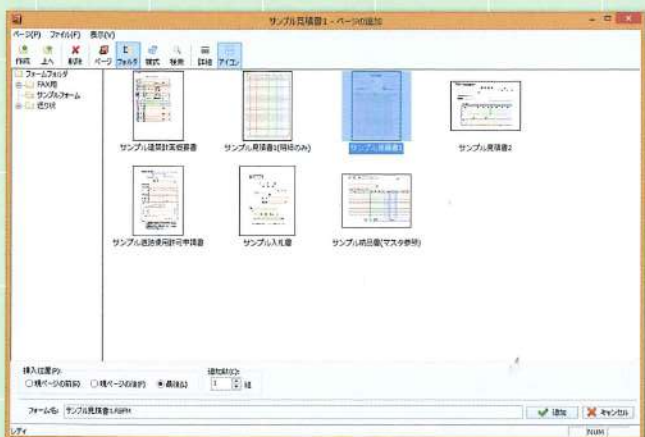 サンプル見積書1 - ページの追加
ページ(P) ファイル(F) 表示(V)
作成 上へ 削除 ページ フォルダ 様式 検索 詳細 アイコン
フォームフォルダ
FAX用
サンプルフォーム
送り状
サンプル建築計画概要書
サンプル見積書1(明細のみ)
サンプル見積書1
サンプル見積書2
サンプル道路使用許可申請書
サンプル入札書
サンプル納品書(マスタ参照)
挿入位置(P):
追加数(C):
現ページの前(B) 現ページの後(F) 最後(L)
1 組
フォーム名: サンプル見積書1.RBFM
追加 キャンセル
レディ
NUM